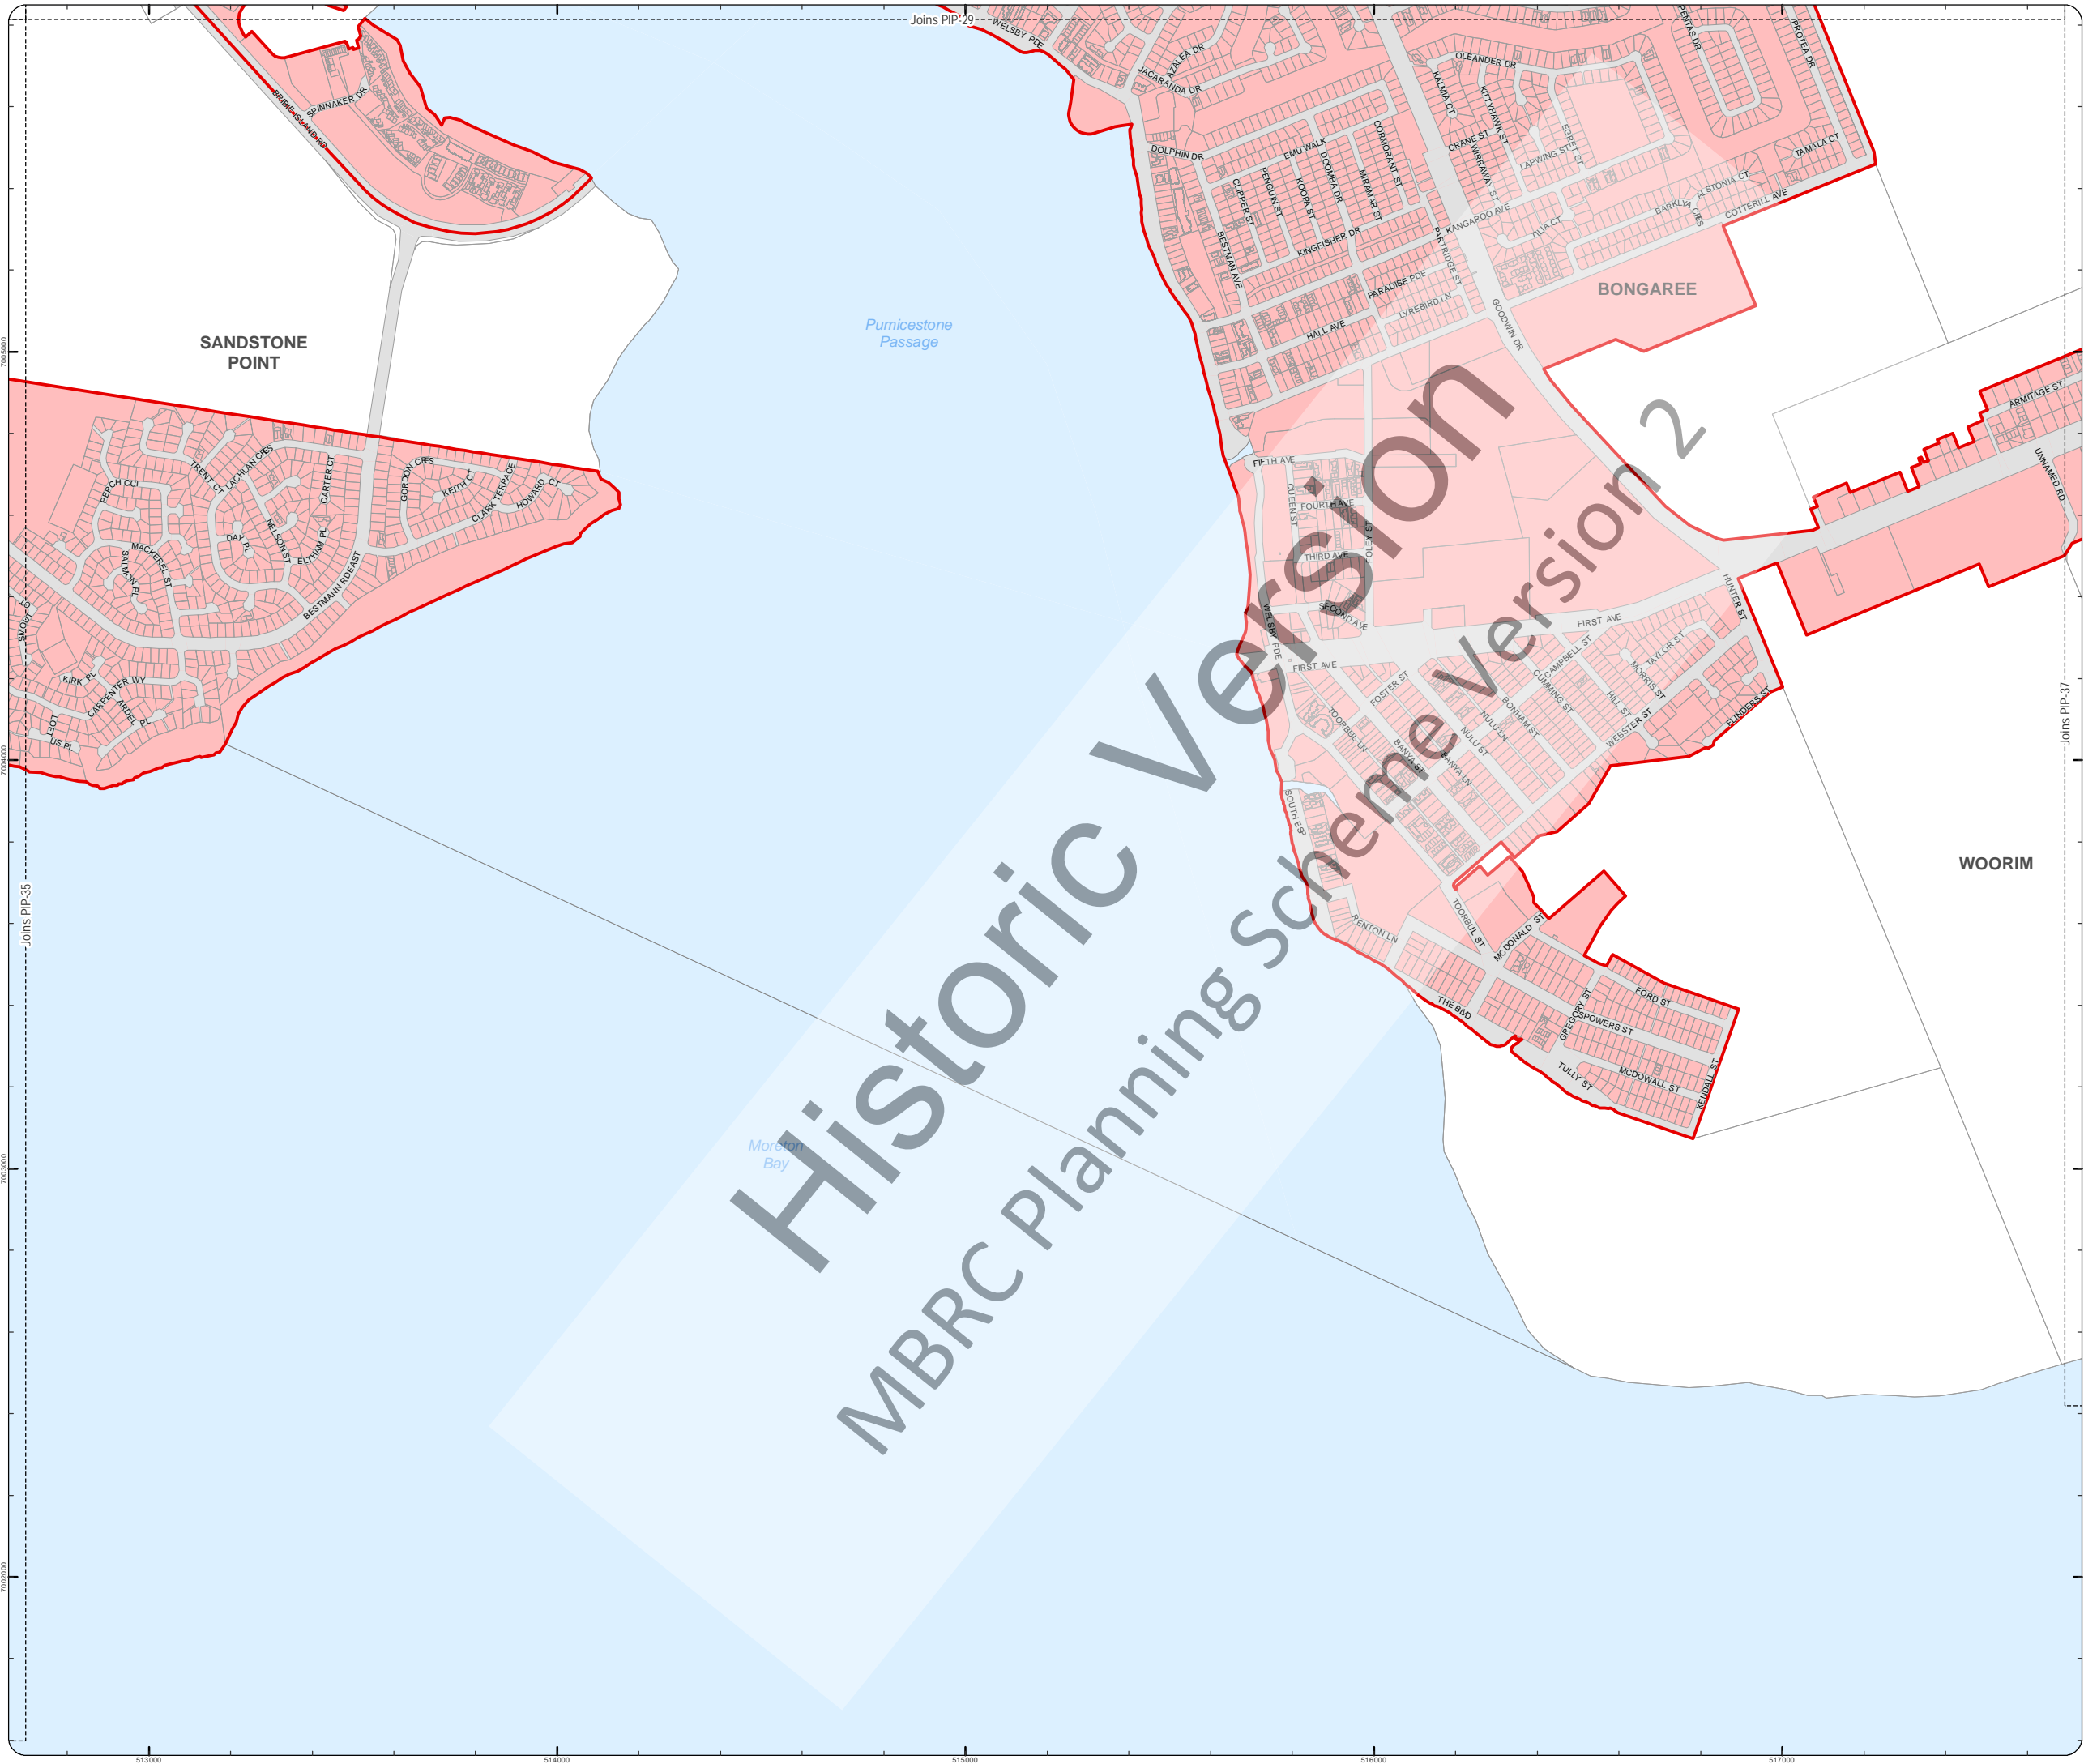 Joins PIP-29
WELSBY PDE
AZALEA DR
JACARANDA DR
OLEANDER DR
PENTAS DR
PROTEA DR
KALMIA CT
KITTYHAWK ST
CRANE ST
WIRRAWAY ST
EGRET ST
LAPWING ST
TAMALA CT
BRIBIE ISLAND RD
SPINNAKER DR
DOLPHIN DR
EMU WALK
CORMORANT ST
CLIPPER ST
PENGUIN ST
KOOPA ST
DOOMBA DR
MIRAMAR ST
BESTMAN AVE
KINGFISHER DR
PARTRIDGE ST
KANGAROO AVE
TILIA CT
BARKLYA CRES
ALSTONIA CT
COTTERILL AVE
PARADISE PDE
LYREBIRD LN
HALL AVE
GOODWIN DR
BONGAREE
SANDSTONE
POINT
Pumicestone
Passage
7005000
ARMITAGE ST
UNNAMED RD
TRENT CT
LACHLAN CRES
CARTER CT
GORDON CRES
KEITH CT
CLARK TERRACE
HOWARD CT
PERCH CCT
NELSON ST
DAY PL
ELTHAM PL
MACKEREL ST
SALMON PL
BESTMANN RD EAST
KIRK PL
CARPENTER WY
ARDEL PL
FIFTH AVE
QUEEN ST
FOURTH AVE
THIRD AVE
FOLEY ST
SECOND AVE
WELSBY PDE
FIRST AVE
FIRST AVE
HUNTER ST
FOSTER ST
CAMPBELL ST
TAYLOR ST
MORRIS ST
CUMMING ST
HILL ST
BONHAM ST
NULU LN
NULU ST
WEBSTER ST
FLINDERS ST
TOORBUL LN
BANYA ST
BANYA LN
SOUTH ESP
7004000
Joins PIP-37
Joins PIP-35
WOORIM
RENTON LN
TOORBUL ST
MCDONALD ST
THE BVD
GREGORY ST
FORD ST
SPOWERS ST
MCDOWALL ST
TULLY ST
KENDALL ST
Moreton
Bay
7003000
Historic Version
MBRC Planning Scheme Version 2
7002000
513000
514000
515000
516000
517000